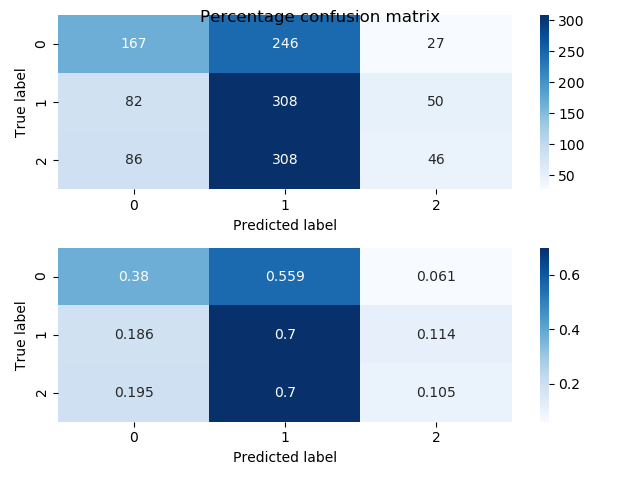 Percentage confusion matrix
True label
0 167 246 27
1 82 308 50
2 86 308 46
0 1 2
Predicted label
300
250
200
150
100
50
True label
0 0.38 0.559 0.061
1 0.186 0.7 0.114
2 0.195 0.7 0.105
0 1 2
Predicted label
0.6
0.4
0.2